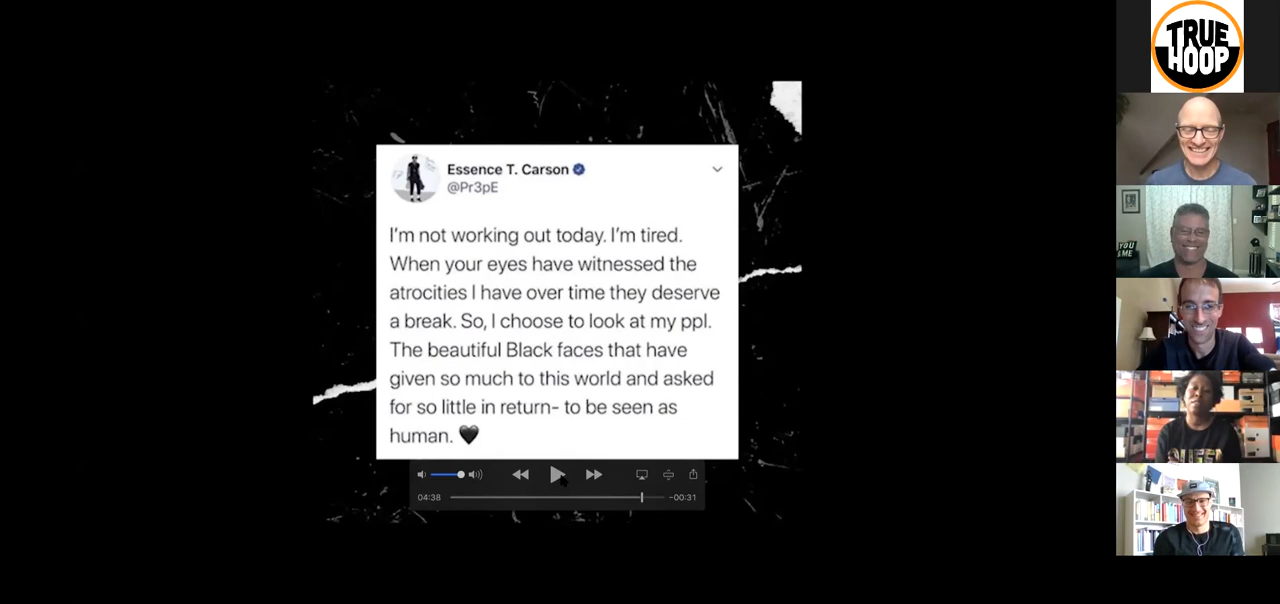 TRUE
HOOP
Essence T. Carson
@Pr3pE
I'm not working out today. I'm tired.
When your eyes have witnessed the
atrocities I have over time they deserve
a break. So, I choose to look at my ppl.
The beautiful Black faces that have
given so much to this world and asked
for so little in return- to be seen as
human. 🖤
04:38
-00:31
YOU
ME